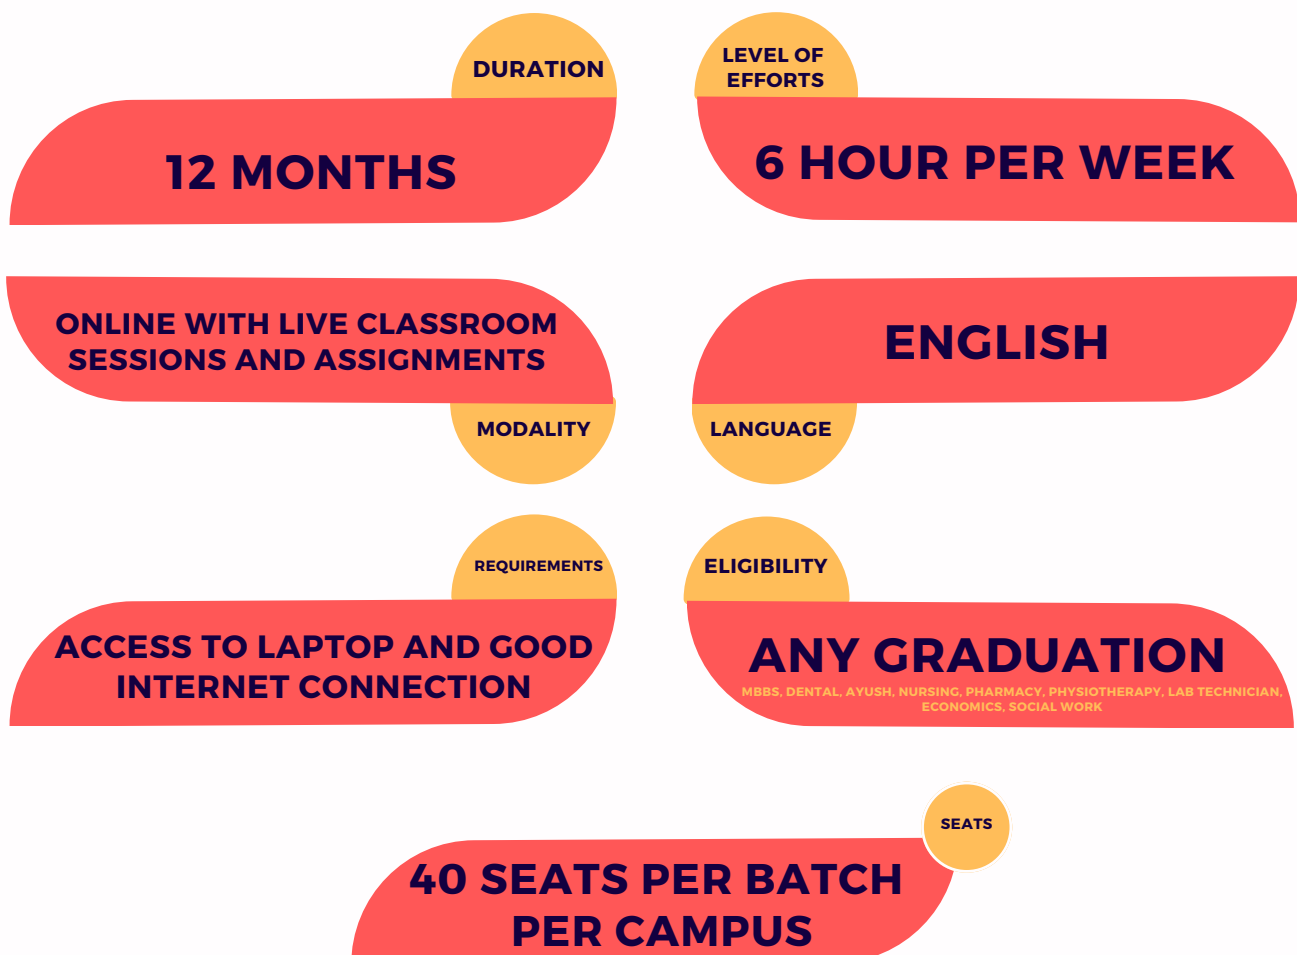 DURATION
12 MONTHS
LEVEL OF
EFFORTS
6 HOUR PER WEEK
ONLINE WITH LIVE CLASSROOM
SESSIONS AND ASSIGNMENTS
MODALITY
ENGLISH
LANGUAGE
REQUIREMENTS
ACCESS TO LAPTOP AND GOOD
INTERNET CONNECTION
ELIGIBILITY
ANY GRADUATION
MBBS, DENTAL, AYUSH, NURSING, PHARMACY, PHYSIOTHERAPY, LAB TECHNICIAN,
ECONOMICS, SOCIAL WORK
SEATS
40 SEATS PER BATCH
PER CAMPUS